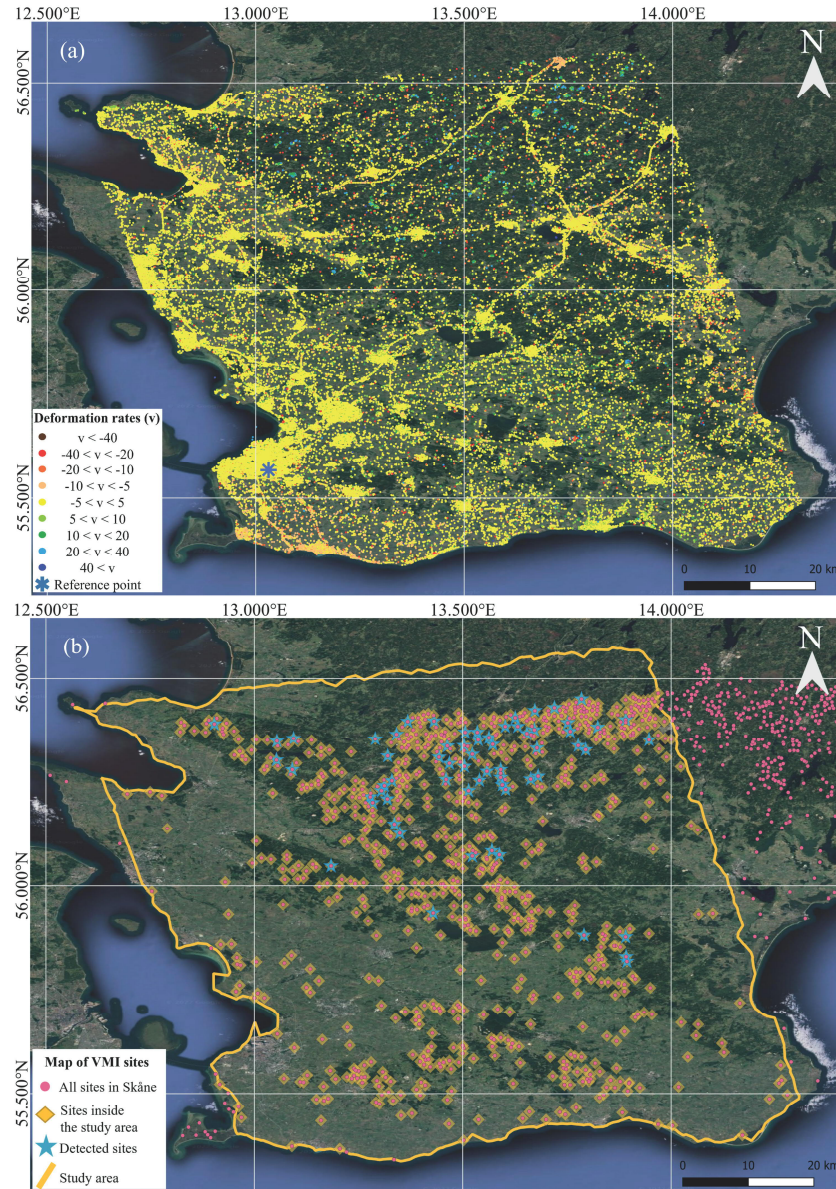 12.500°E 13.000°E 13.500°E 14.000°E
(a)
N
56.500°N
56.000°N
55.500°N
Deformation rates (v)
v < -40
-40 < v < -20
-20 < v < -10
-10 < v < -5
-5 < v < 5
5 < v < 10
10 < v < 20
20 < v < 40
40 < v
Reference point
0 10 20 km
12.500°E 13.000°E 13.500°E 14.000°E
(b)
N
56.500°N
56.000°N
55.500°N
Map of VMI sites
All sites in Skåne
Sites inside
the study area
Detected sites
Study area
0 10 20 km